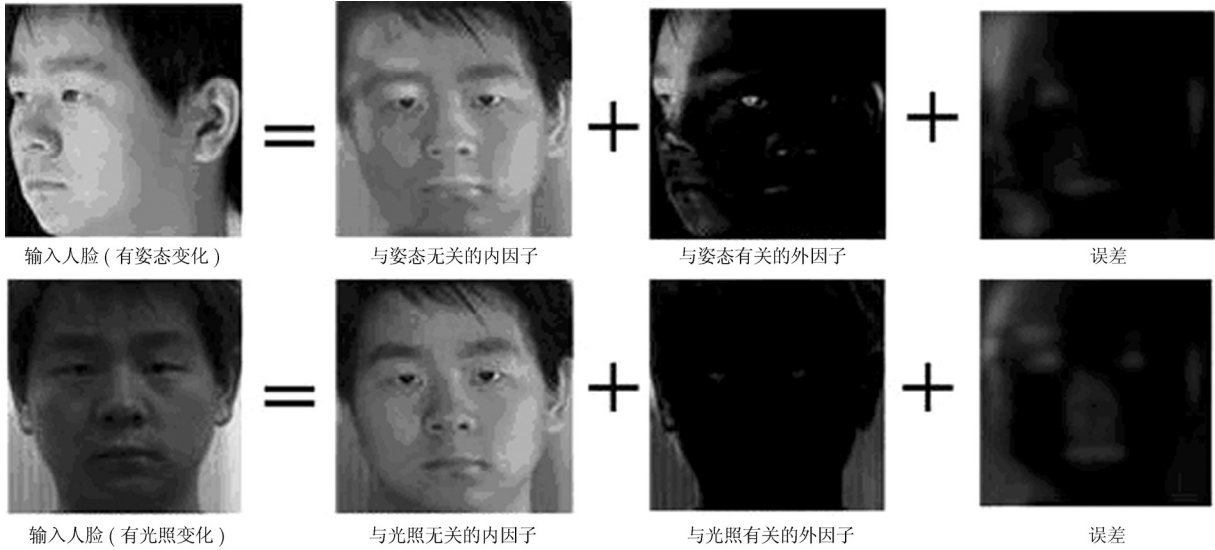 输入人脸 ( 有姿态变化 )
与姿态无关的内因子
与姿态有关的外因子
误差
输入人脸 ( 有光照变化 )
与光照无关的内因子
与光照有关的外因子
误差